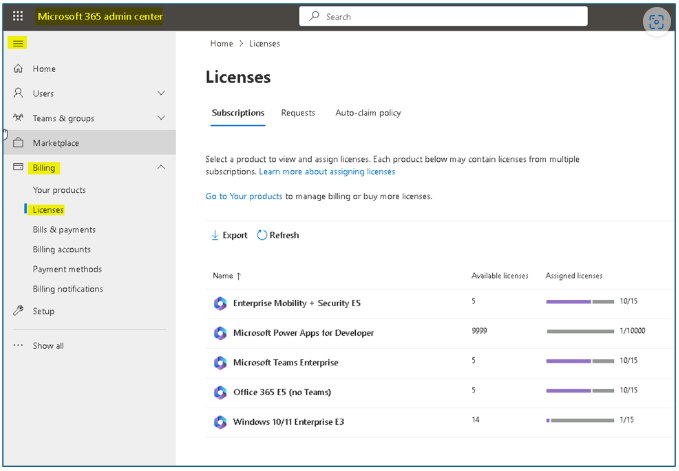 Microsoft 365 admin center
Search
Home > Licenses
Home
Users
Teams & groups
Marketplace
Billing
Your products
Licenses
Bills & payments
Billing accounts
Payment methods
Billing notifications
Setup
Show all
Licenses
Subscriptions Requests Auto-claim policy
Select a product to view and assign licenses. Each product below may contain licenses from multiple
subscriptions. Learn more about assigning licenses
Go to Your products to manage billing or buy more licenses.
Export Refresh
Name ↑ Available licenses Assigned licenses
Enterprise Mobility + Security E5 5 10/15
Microsoft Power Apps for Developer 9999 1/10000
Microsoft Teams Enterprise 5 10/15
Office 365 E5 (no Teams) 5 10/15
Windows 10/11 Enterprise E3 14 1/15